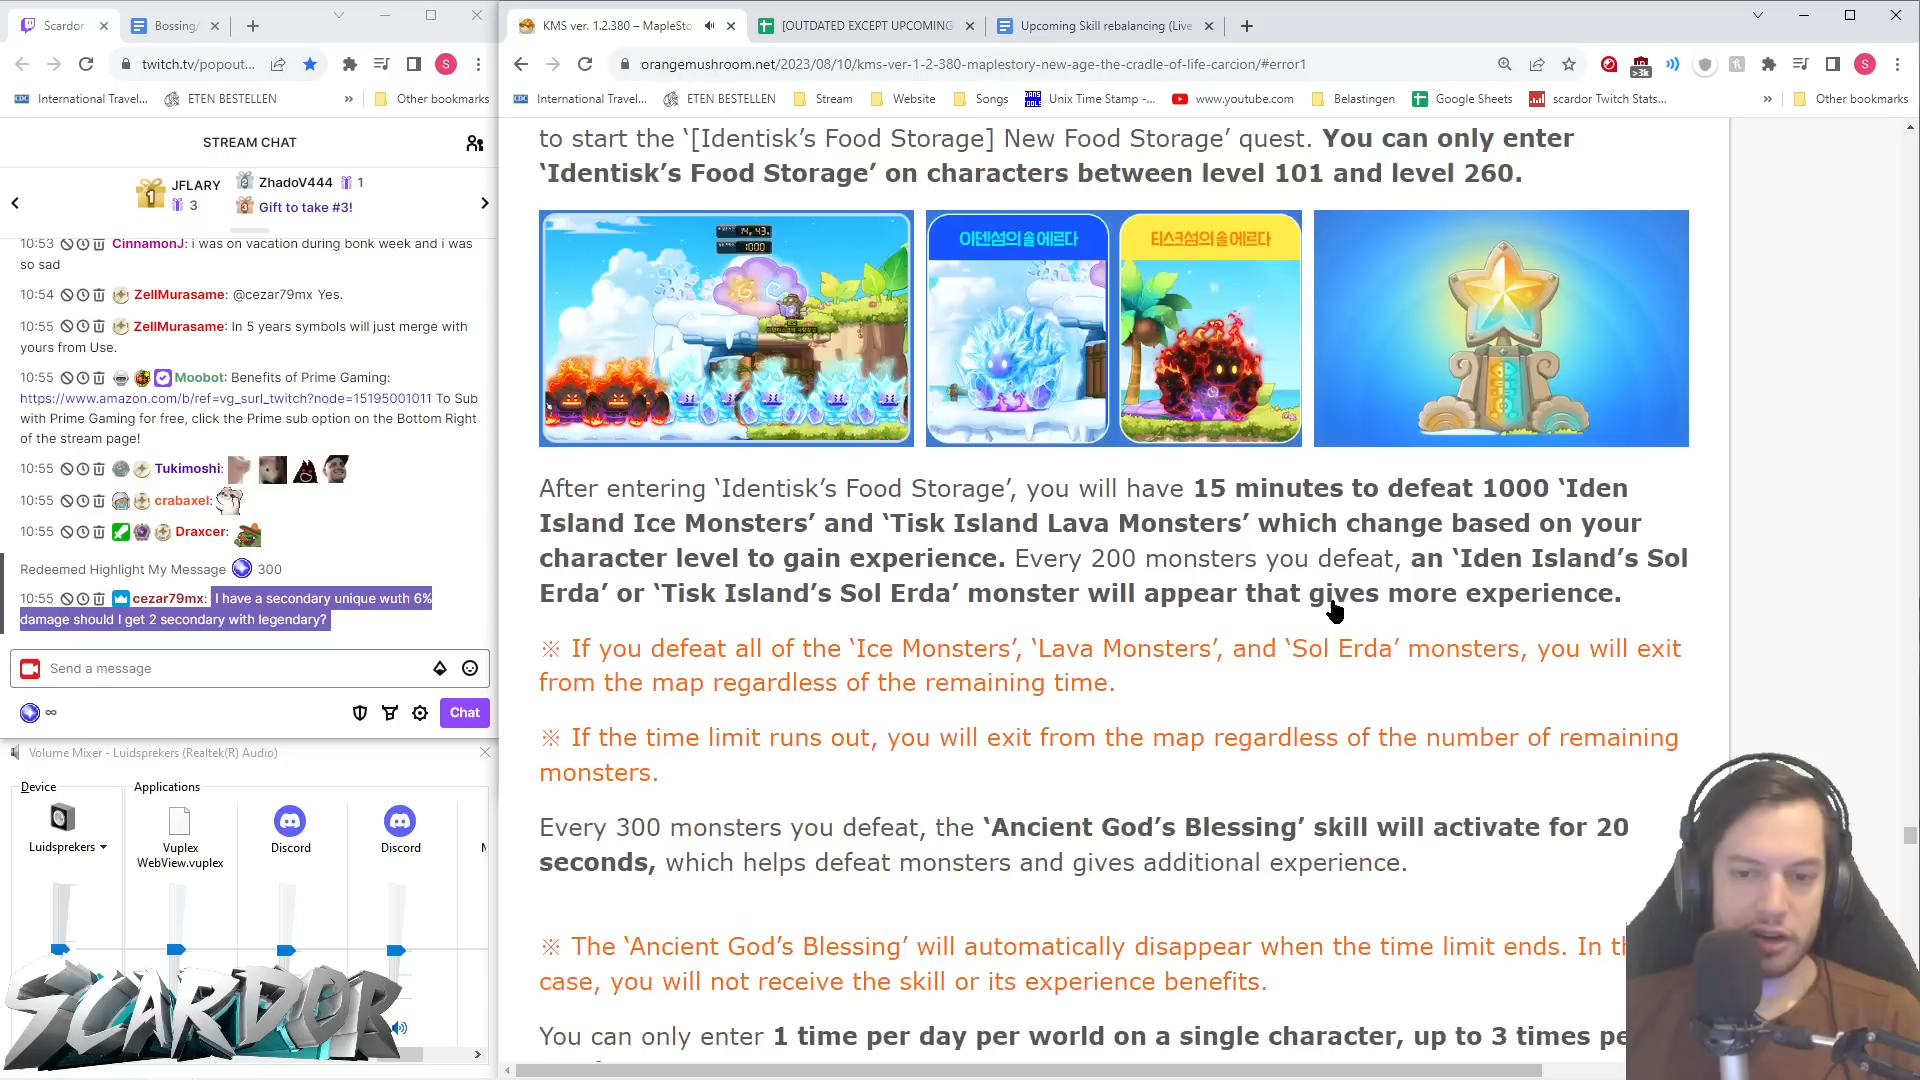 Scardor
Bossing/
twitch.tv/popout...
S
International Travel...
ETEN BESTELLEN
»
Other bookmarks
STREAM CHAT
JFLARY
3
ZhadoV444 1
Gift to take #3!
10:53 CinnamonJ: i was on vacation during bonk week and i was
so sad
10:54 ZellMurasame: @cezar79mx Yes.
10:55 ZellMurasame: In 5 years symbols will just merge with
yours from Use.
10:55 Moobot: Benefits of Prime Gaming:
https://www.amazon.com/b/ref=vg_surl_twitch?node=15195001011 To Sub
with Prime Gaming for free, click the Prime sub option on the Bottom Right
of the stream page!
10:55 Tukimoshi:
10:55 crabaxel:
10:55 Draxcer:
Redeemed Highlight My Message 300
10:55 cezar79mx: I have a secondary unique wuth 6%
damage should I get 2 secondary with legendary?
Send a message
∞
Chat
Volume Mixer - Luidsprekers (Realtek(R) Audio)
Device
Applications
Luidsprekers
Vuplex
WebView.vuplex
Discord
Discord
SCARDOR
KMS ver. 1.2.380 – MapleSto
[OUTDATED EXCEPT UPCOMING
Upcoming Skill rebalancing (Live
orangemushroom.net/2023/08/10/kms-ver-1-2-380-maplestory-new-age-the-cradle-of-life-carcion/#error1
>3k
S
International Travel...
ETEN BESTELLEN
Stream
Website
Songs
Unix Time Stamp -...
www.youtube.com
Belastingen
Google Sheets
scardor Twitch Stats...
»
Other bookmarks
to start the ‘[Identisk’s Food Storage] New Food Storage’ quest. You can only enter
‘Identisk’s Food Storage’ on characters between level 101 and level 260.
1000
이덴섬의 솔 에르다
티스크섬의 솔 에르다
After entering ‘Identisk’s Food Storage’, you will have 15 minutes to defeat 1000 ‘Iden
Island Ice Monsters’ and ‘Tisk Island Lava Monsters’ which change based on your
character level to gain experience. Every 200 monsters you defeat, an ‘Iden Island’s Sol
Erda’ or ‘Tisk Island’s Sol Erda’ monster will appear that gives more experience.
※ If you defeat all of the ‘Ice Monsters’, ‘Lava Monsters’, and ‘Sol Erda’ monsters, you will exit
from the map regardless of the remaining time.
※ If the time limit runs out, you will exit from the map regardless of the number of remaining
monsters.
Every 300 monsters you defeat, the ‘Ancient God’s Blessing’ skill will activate for 20
seconds, which helps defeat monsters and gives additional experience.
※ The ‘Ancient God’s Blessing’ will automatically disappear when the time limit ends. In th
case, you will not receive the skill or its experience benefits.
You can only enter 1 time per day per world on a single character, up to 3 times pe